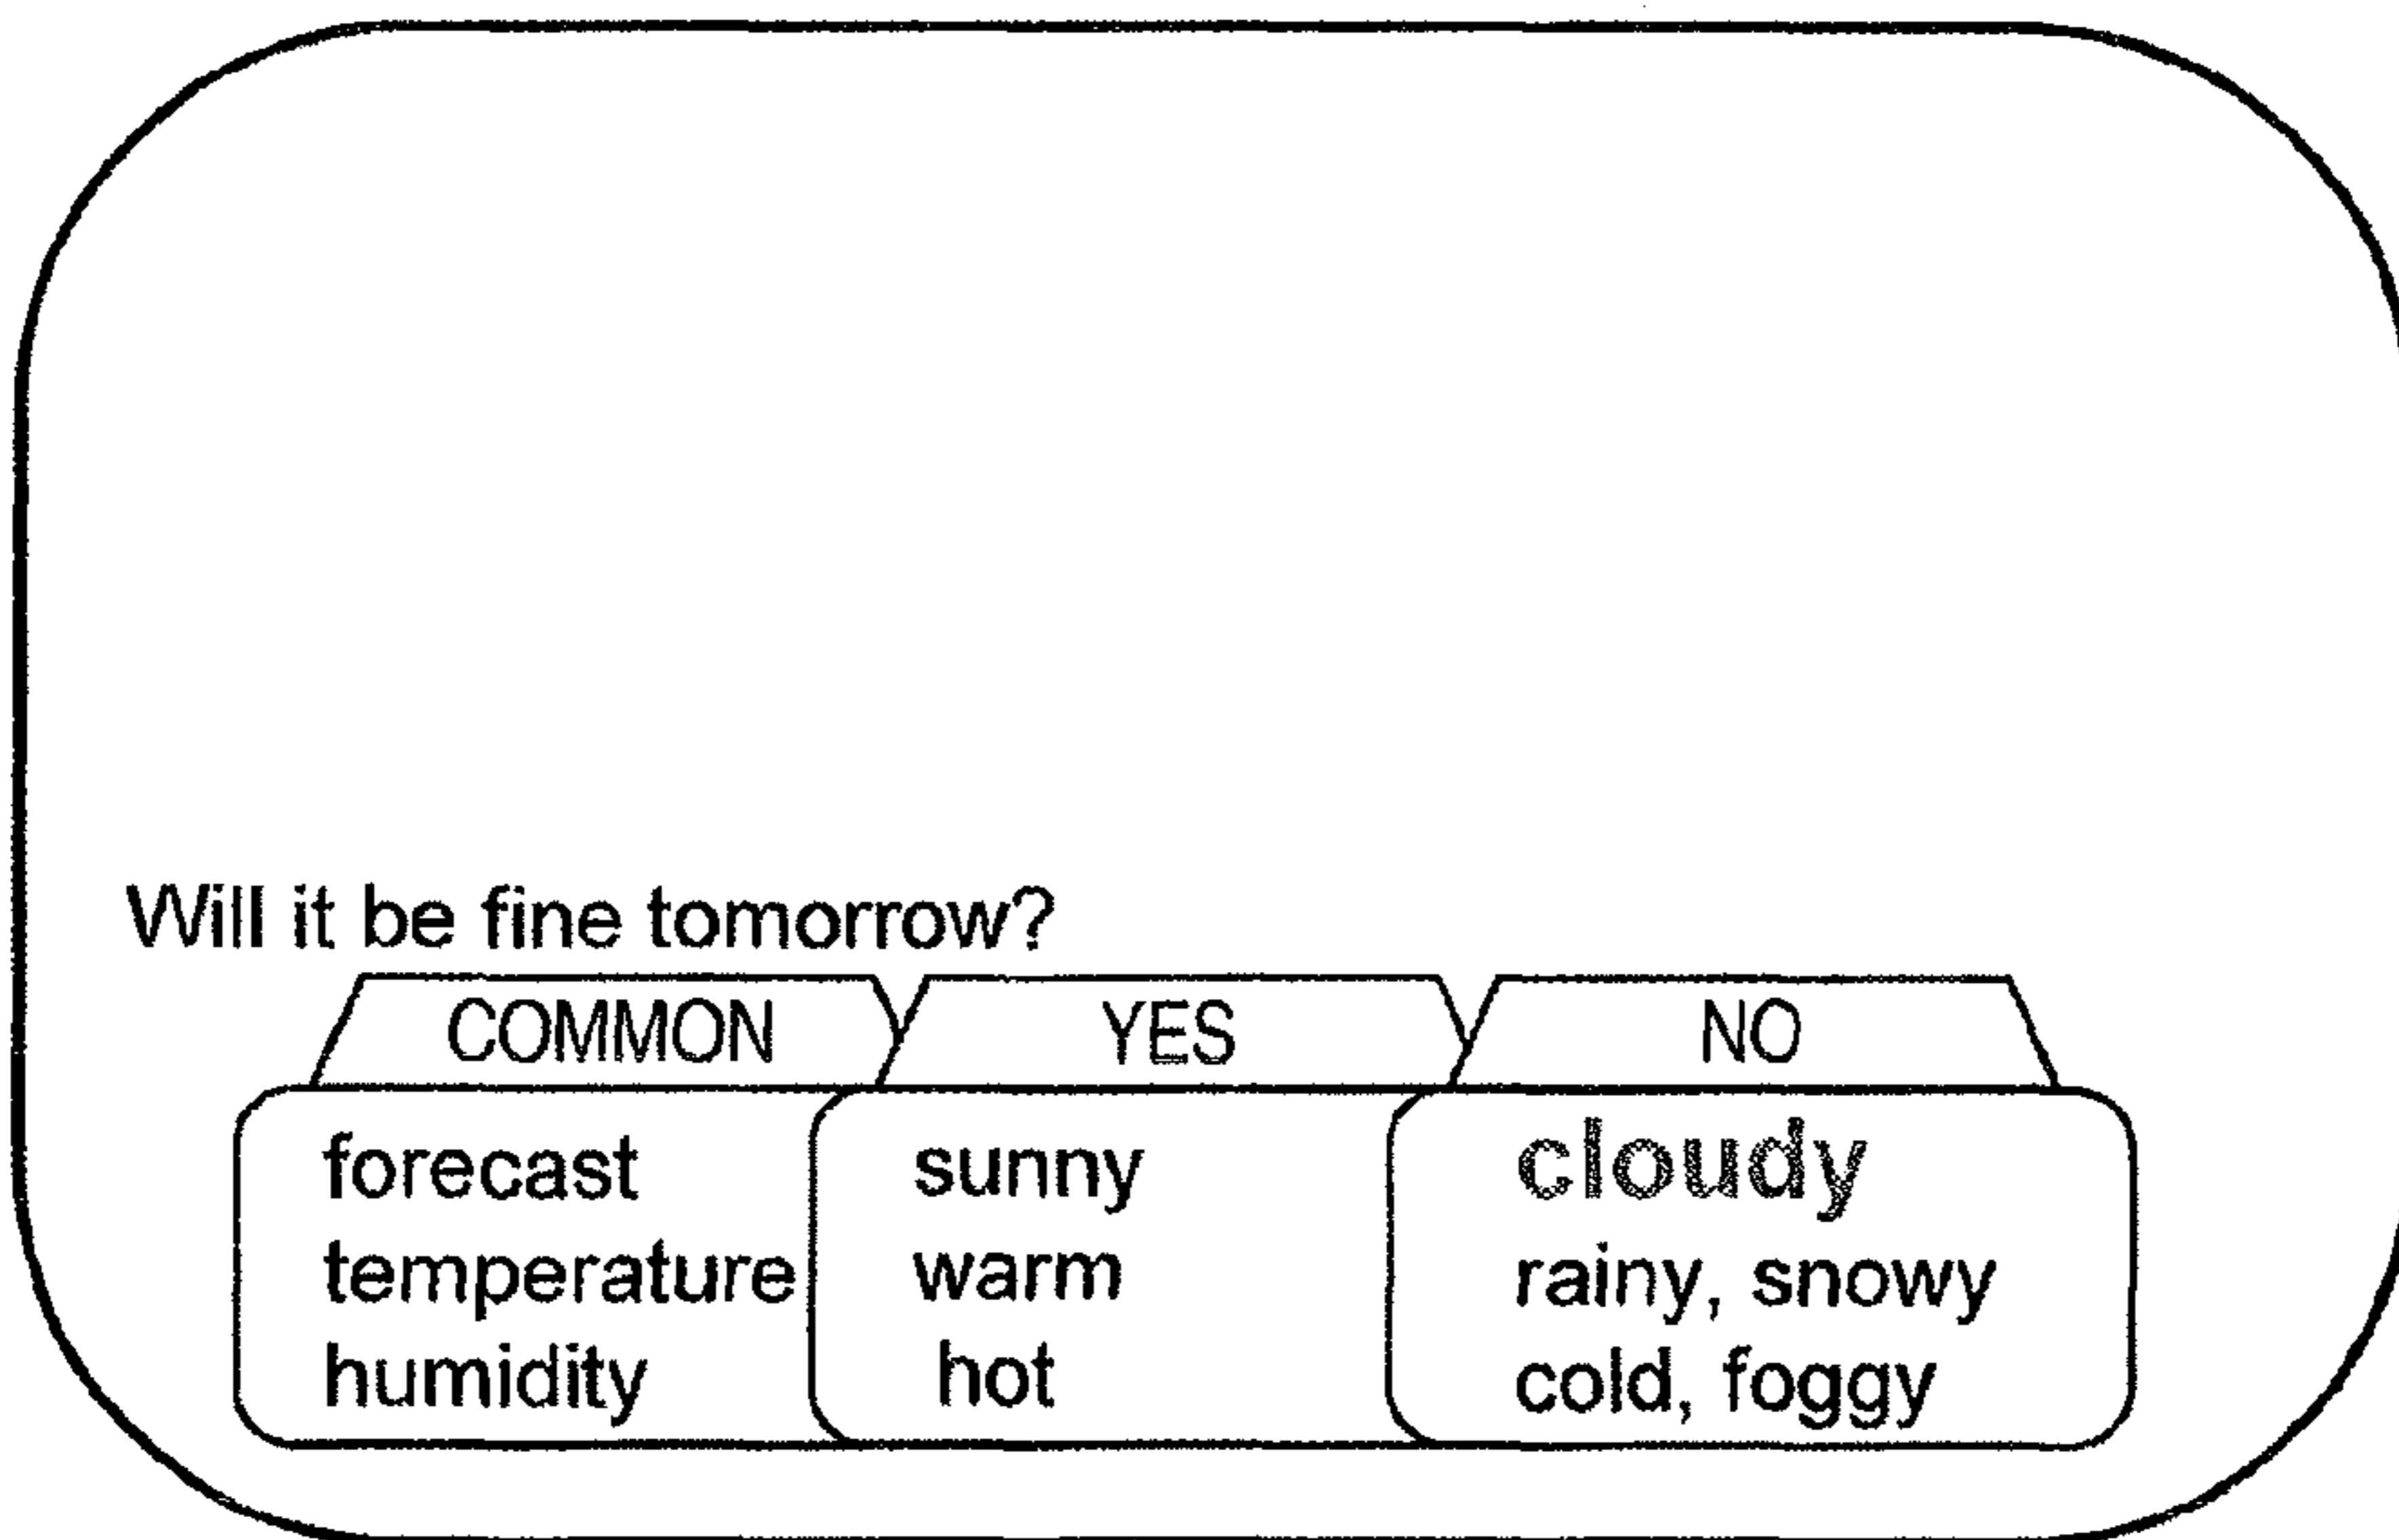 Will it be fine tomorrow?
COMMON YES NO
forecast sunny cloudy
temperature warm rainy, snowy
humidity hot cold, foggy